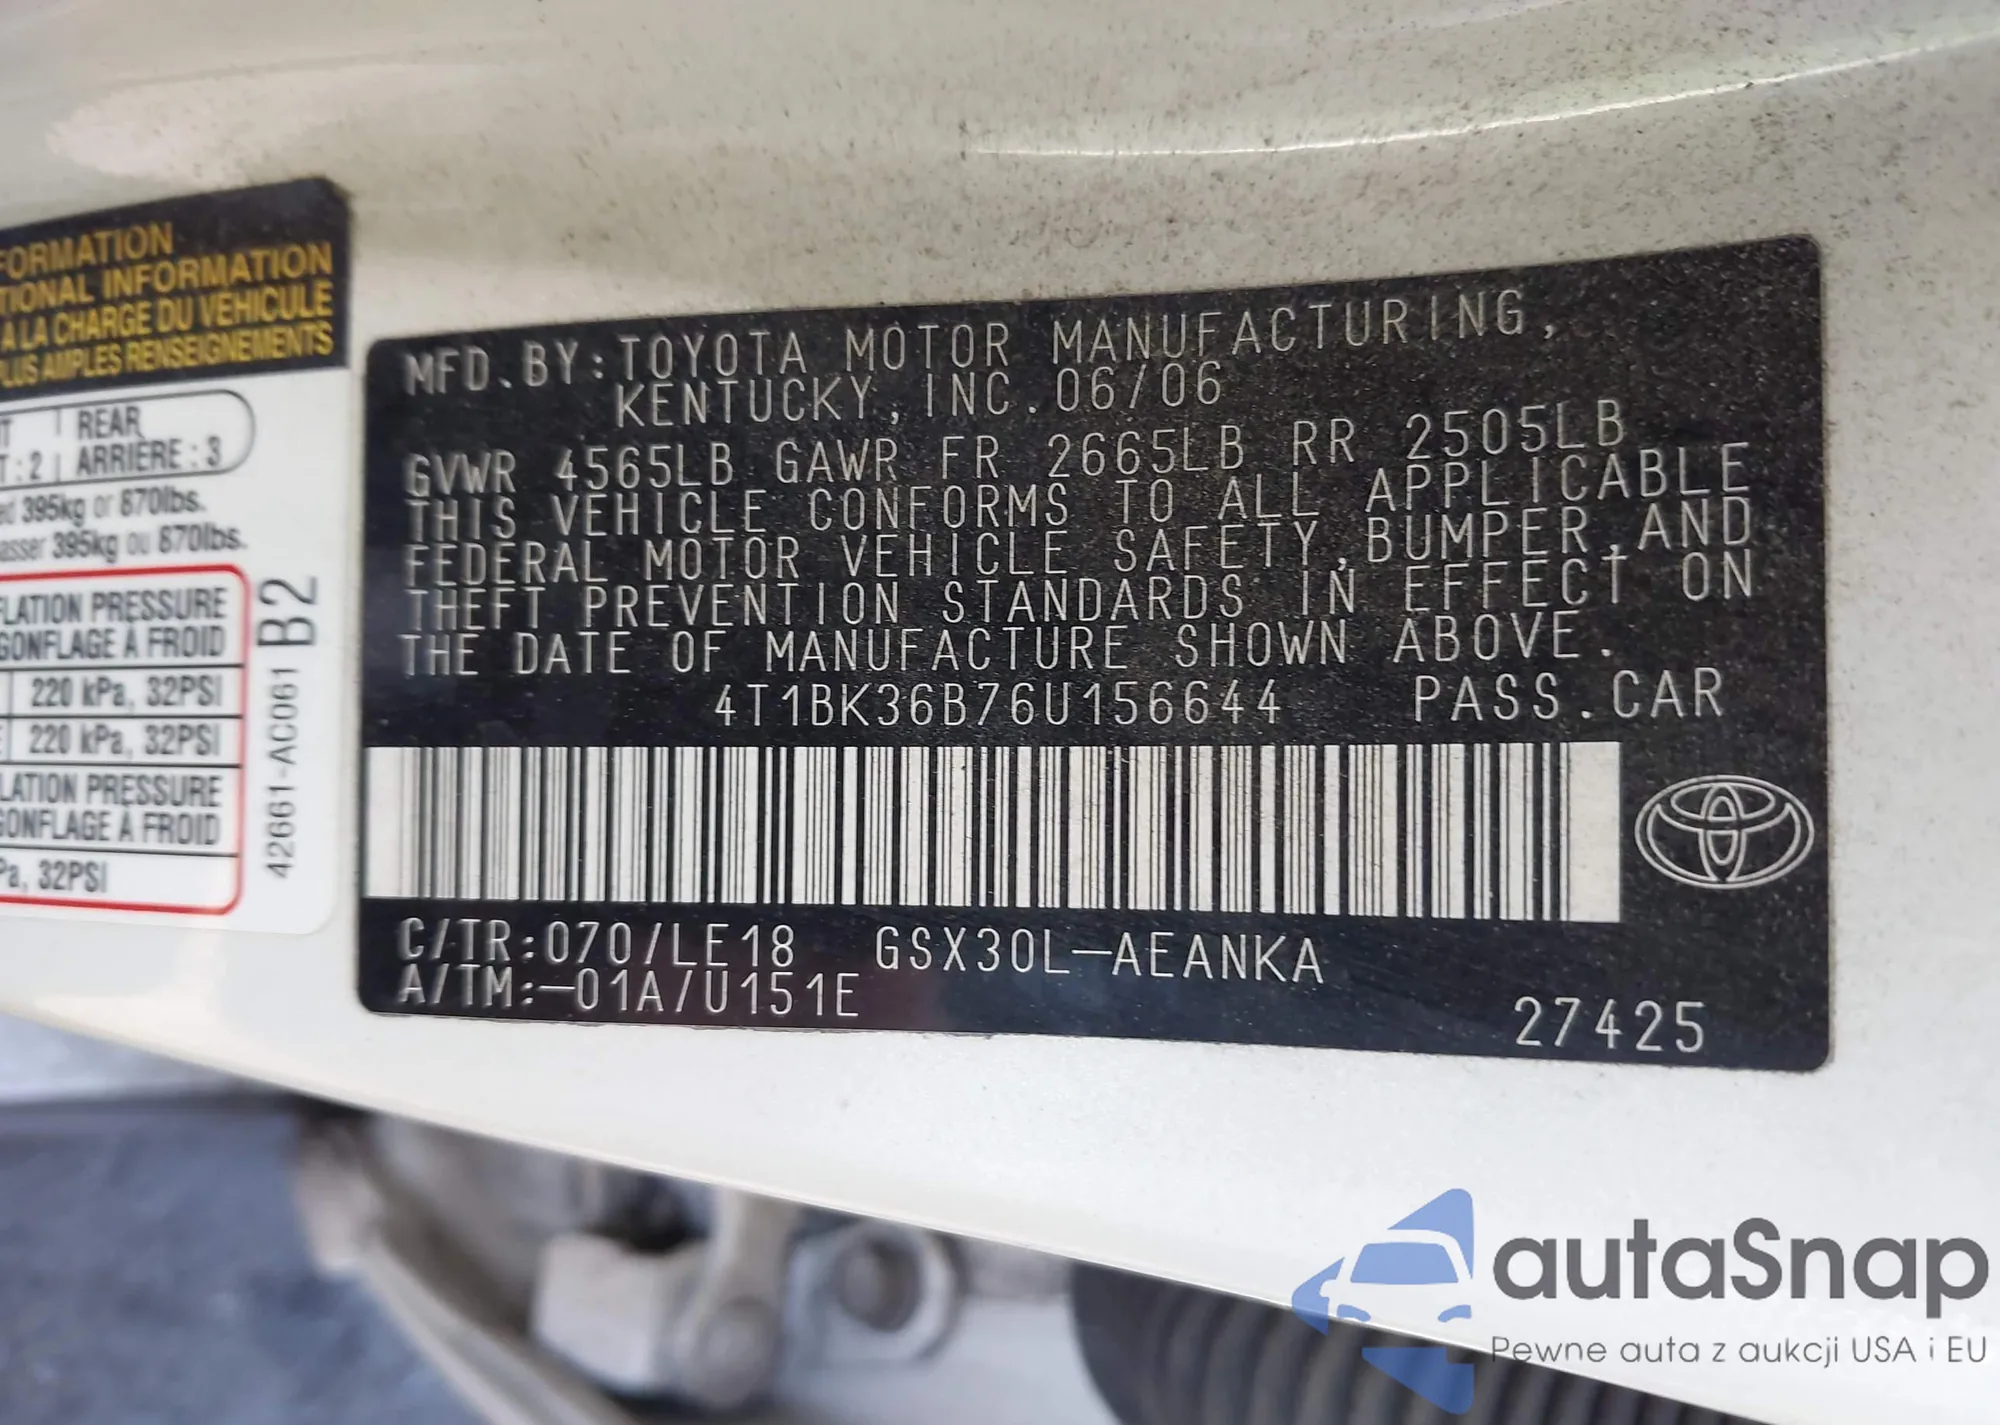 FORMATION
TIONAL INFORMATION
À LA CHARGE DU VÉHICULE
PLUS AMPLES RENSEIGNEMENTS
REAR
: 2 ARRIÈRE : 3
395kg or 870lbs.
395kg ou 870lbs.
FLATION PRESSURE
GONFLAGE À FROID
220 kPa, 32PSI
220 kPa, 32PSI
LATION PRESSURE
GONFLAGE À FROID
Pa, 32PSI
42661-AC061 B2
MFD. BY: TOYOTA MOTOR MANUFACTURING,
KENTUCKY, INC. 06/06
GVWR 4565LB GAWR FR 2665LB RR 2505LB
THIS VEHICLE CONFORMS TO ALL APPLICABLE
FEDERAL MOTOR VEHICLE SAFETY, BUMPER, AND
THEFT PREVENTION STANDARDS IN EFFECT ON
THE DATE OF MANUFACTURE SHOWN ABOVE.
4T1BK36B76U156644 PASS. CAR
C/TR:070/LE18 GSX30L-AEANKA
A/TM:-01A/U151E
27425
autaSnap
Pewne auta z aukcji USA i EU